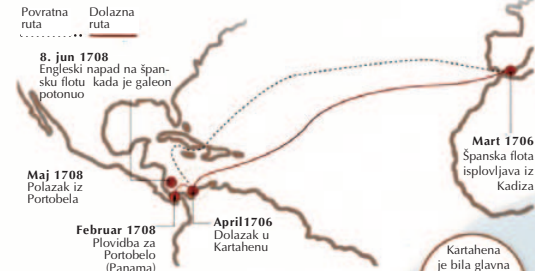 Povratna
ruta
Dolazna
ruta
8. jun 1708
Engleski napad na špan-
sku flotu kada je galeon
potonuo
Mart 1706
Španska flota
isplovljava iz
Kadiza
Maj 1708
Polazak iz
Portobela
Februar 1708
Plovidba za
Portobelo
(Panama)
April1706
Dolazak u
Kartahenu
Kartahena
je bila glavna